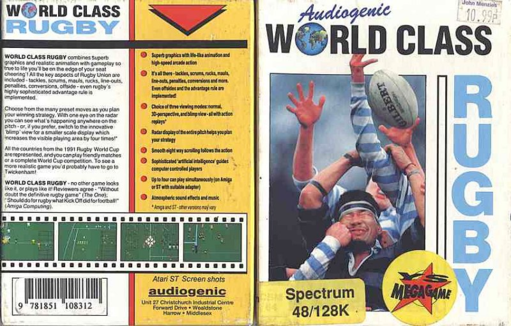 WORLD CLASS
RUGBY
WORLD CLASS RUGBY combines superb
graphics and realistic animation with gameplay so
true to life you'll be on the edge of your seat
cheering! All the key aspects of Rugby Union are
included - tackles, scrums, mauls, rucks, line-outs,
penalties, conversions, offside - even rugby's
highly sophisticated advantage rule is
implemented.
Choose from the many preset moves as you plan
your winning strategy. With one eye on the radar
you can see what's happening anywhere on the
pitch - or, if you prefer, switch to the innovative
'blimp' view for a smaller scale display which
increases the visible playing area by four times!*
All the countries from the 1991 Rugby World Cup
are represented, and you can play friendly matches
or a complete World Cup competition. To see a
more realistic game you'd probably have to go to
Twickenham!
WORLD CLASS RUGBY - no other game looks
like it, or plays like it! Reviewers agree - "Without
doubt the definitive rugby game" (The One);
"Should do for rugby what Kick Off did for football"
(Amiga Computing).
Superb graphics with life-like animation and
high-speed arcade action
It's all there - tackles, scrums, rucks, mauls,
line-outs, penalties, conversions and more.
Even offsides and the advantage rule are
implemented!
Choice of three viewing modes: normal,
3D-perspective, and blimp view - all with action
replays*
Radar display of the entire pitch helps you plan
your strategy
Smooth eight way scrolling follows the action
Sophisticated 'artificial intelligence' guides
computer controlled players
Up to four can play simultaneously (on Amiga
or ST with suitable adapter)
Atmospheric sound effects and music
* Amiga and ST - other versions may vary
Atari ST Screen shots
audiogenic
Unit 27 Christchurch Industrial Centre
Forward Drive • Wealdstone
Harrow • Middlesex
9 781851 108312
John Menzies
10.99
Audiogenic
WORLD CLASS
RUGBY
GILBERT
Spectrum
48/128K
YS
MEGAGAME